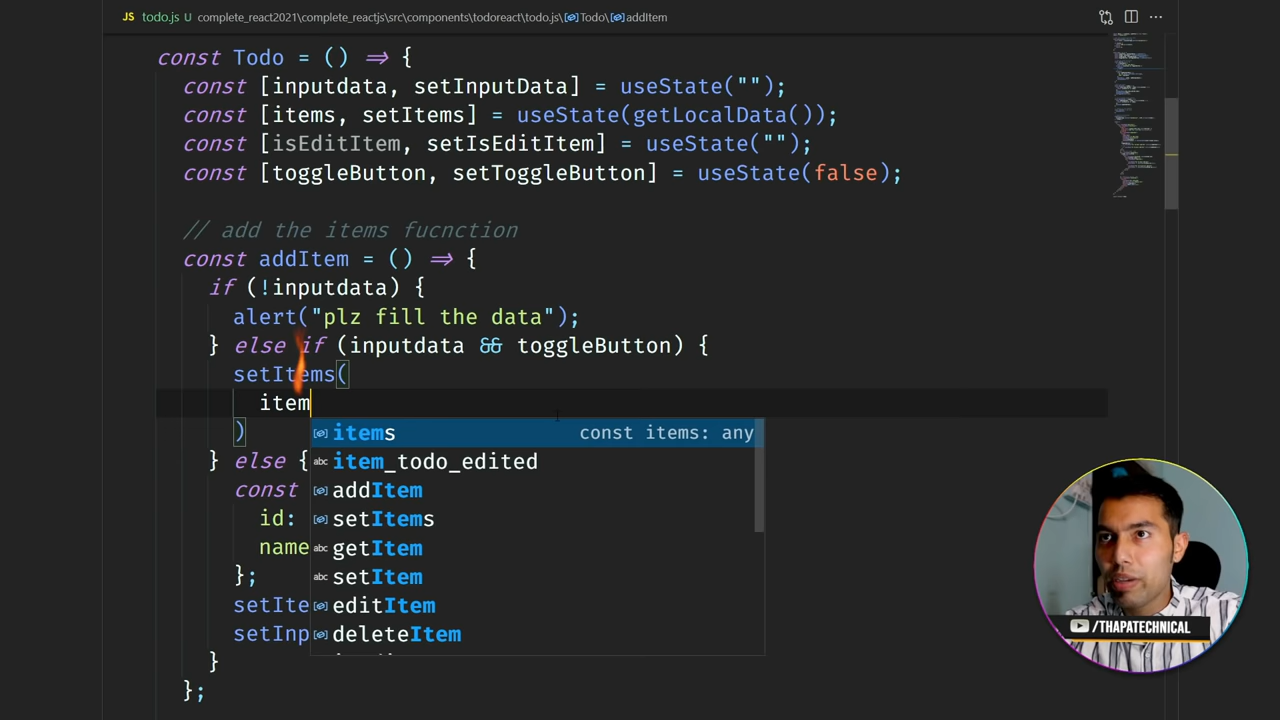 JS todo.js U complete_react2021\complete_reactjs\src\components\todoreact\todo.js\Todo\addItem
const Todo = () => {
const [inputdata, setInputData] = useState("");
const [items, setItems] = useState(getLocalData());
const [isEditItem, setIsEditItem] = useState("");
const [toggleButton, setToggleButton] = useState(false);
// add the items fucnction
const addItem = () => {
if (!inputdata) {
alert("plz fill the data");
} else if (inputdata && toggleButton) {
setItems(
item
)
items const items: any
} else {
abc item_todo_edited
const
addItem
id:
setItems
name
abc getItem
};
abc setItem
setIte
editItem
setInp
deleteItem
}
};
/THAPATECHNICAL